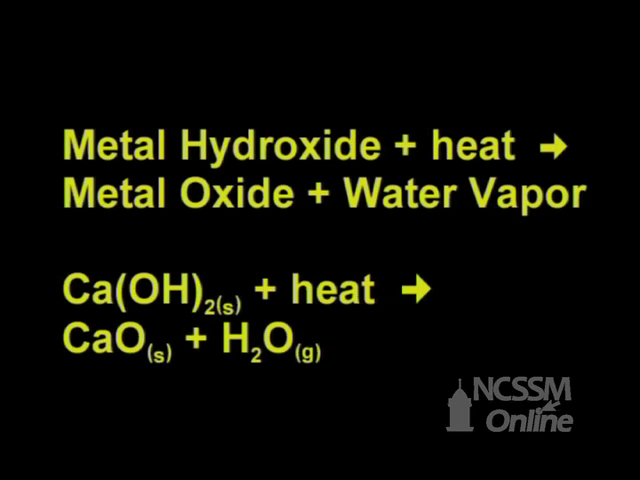 Metal Hydroxide + heat →
Metal Oxide + Water Vapor
Ca(OH)₂₍s₎ + heat →
CaO₍s₎ + H₂O₍g₎
NCSSM
Online